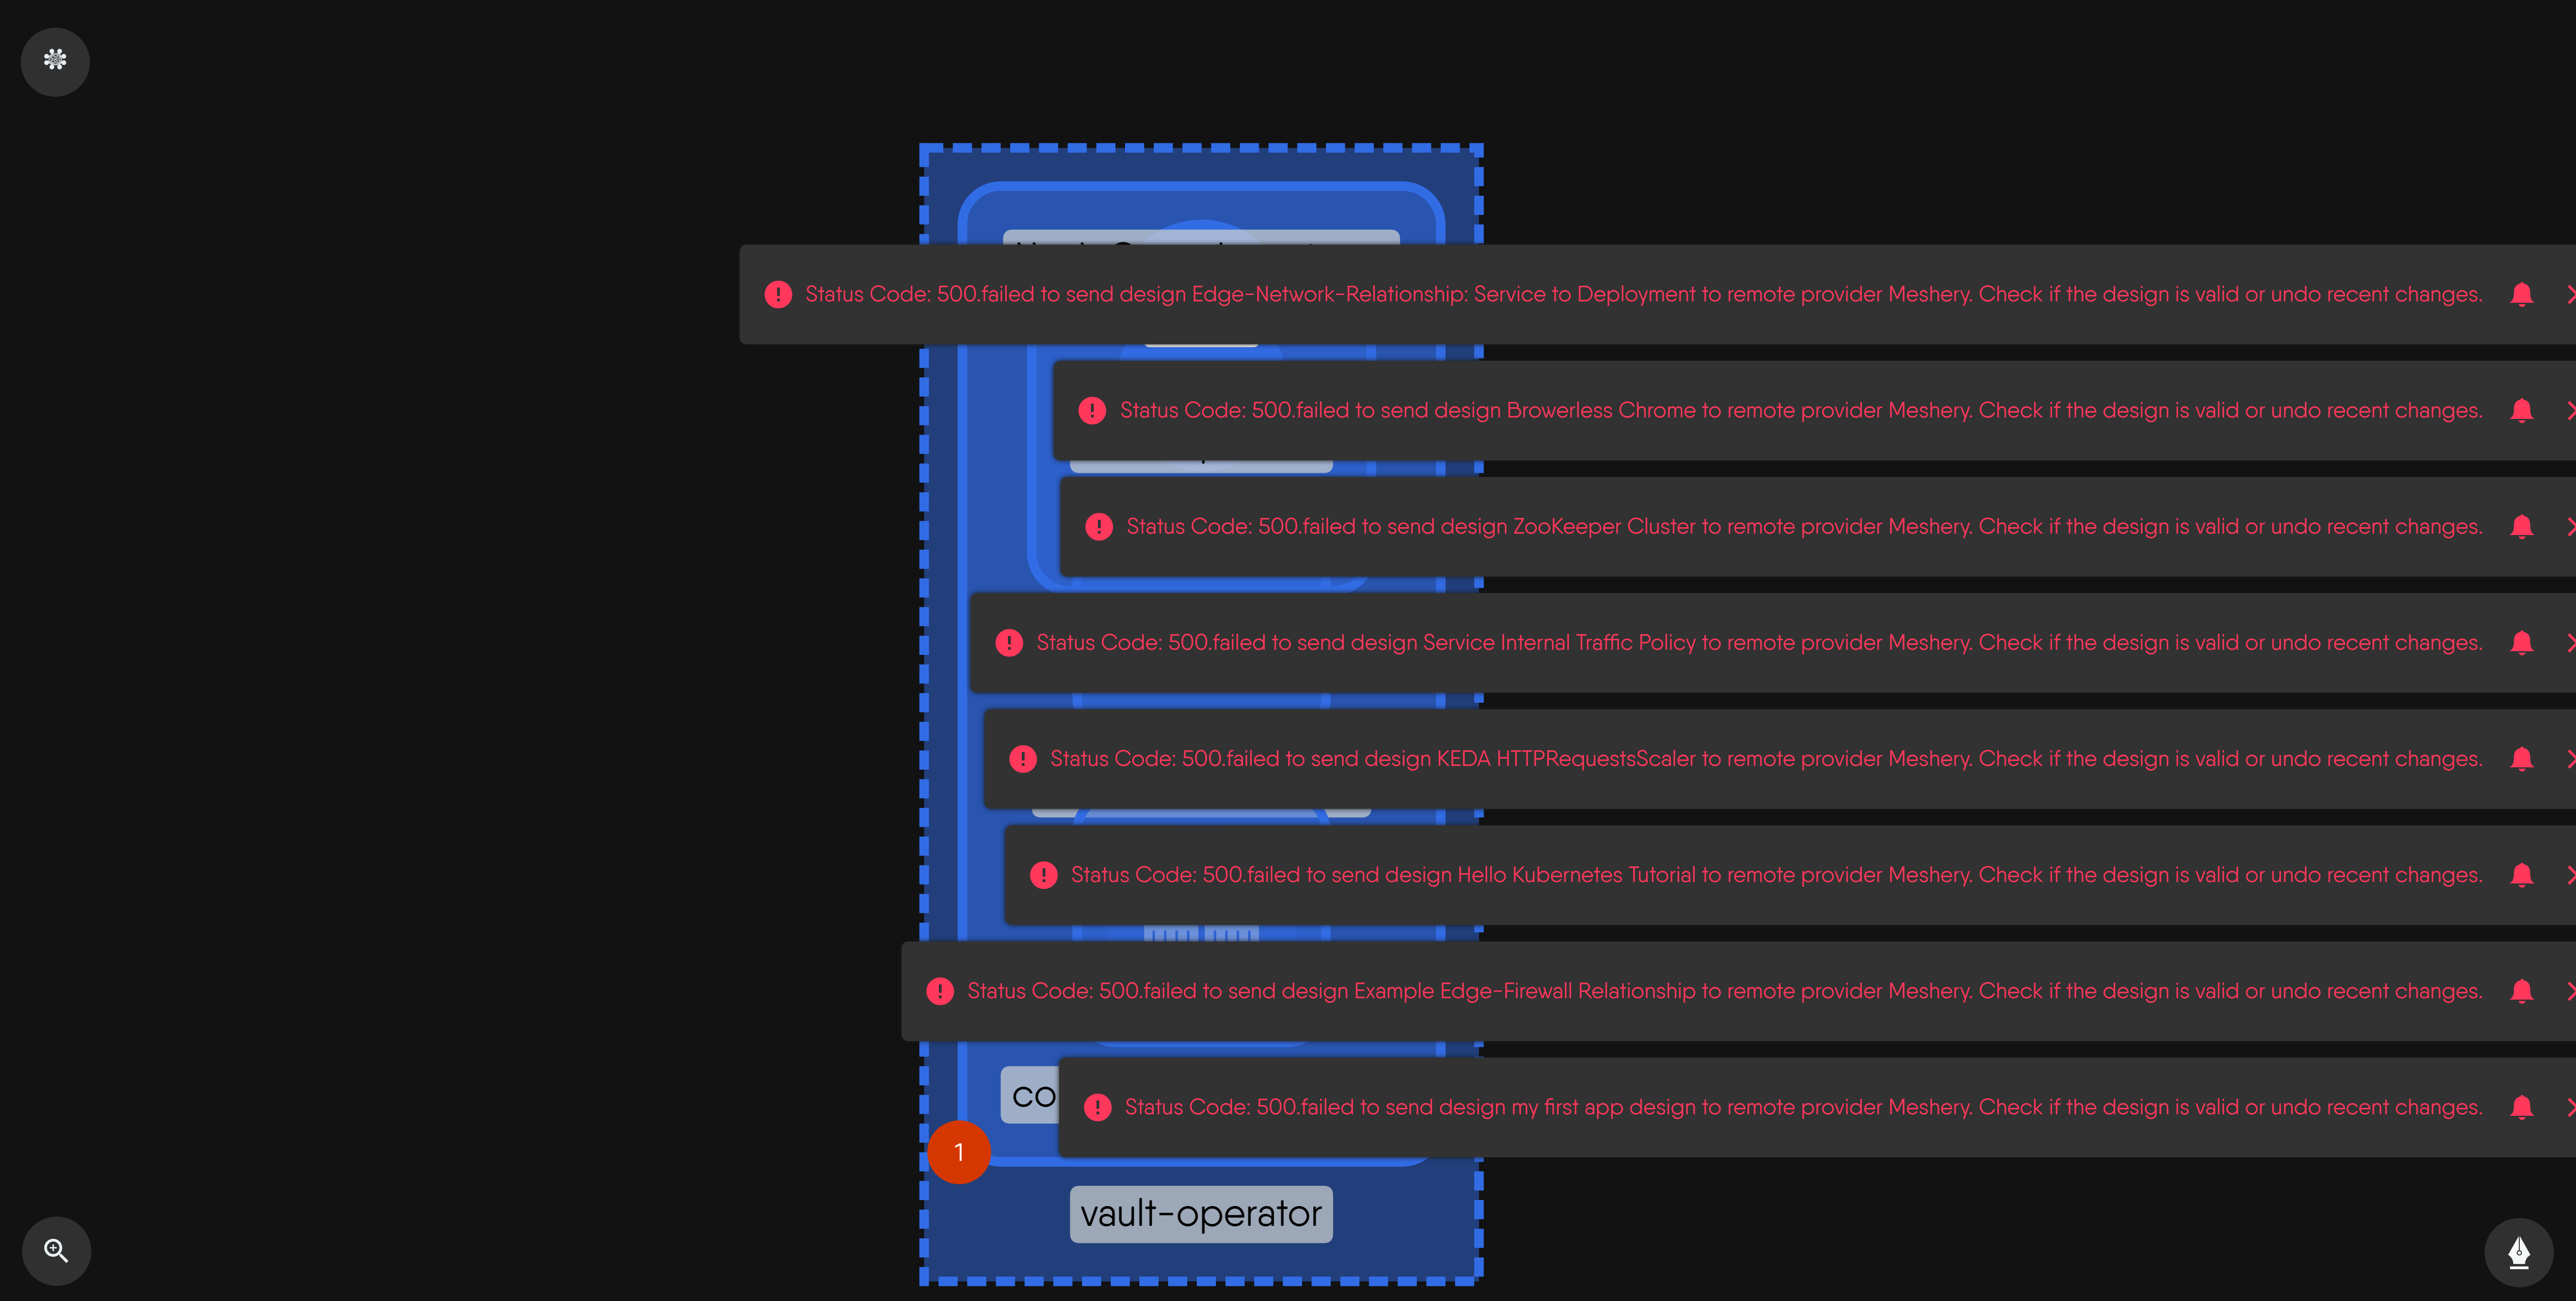 Status Code: 500.failed to send design Edge-Network-Relationship: Service to Deployment to remote provider Meshery. Check if the design is valid or undo recent changes.
Status Code: 500.failed to send design Browerless Chrome to remote provider Meshery. Check if the design is valid or undo recent changes.
Status Code: 500.failed to send design ZooKeeper Cluster to remote provider Meshery. Check if the design is valid or undo recent changes.
Status Code: 500.failed to send design Service Internal Traffic Policy to remote provider Meshery. Check if the design is valid or undo recent changes.
Status Code: 500.failed to send design KEDA HTTPRequestsScaler to remote provider Meshery. Check if the design is valid or undo recent changes.
Status Code: 500.failed to send design Hello Kubernetes Tutorial to remote provider Meshery. Check if the design is valid or undo recent changes.
Status Code: 500.failed to send design Example Edge-Firewall Relationship to remote provider Meshery. Check if the design is valid or undo recent changes.
co
Status Code: 500.failed to send design my first app design to remote provider Meshery. Check if the design is valid or undo recent changes.
1
vault-operator